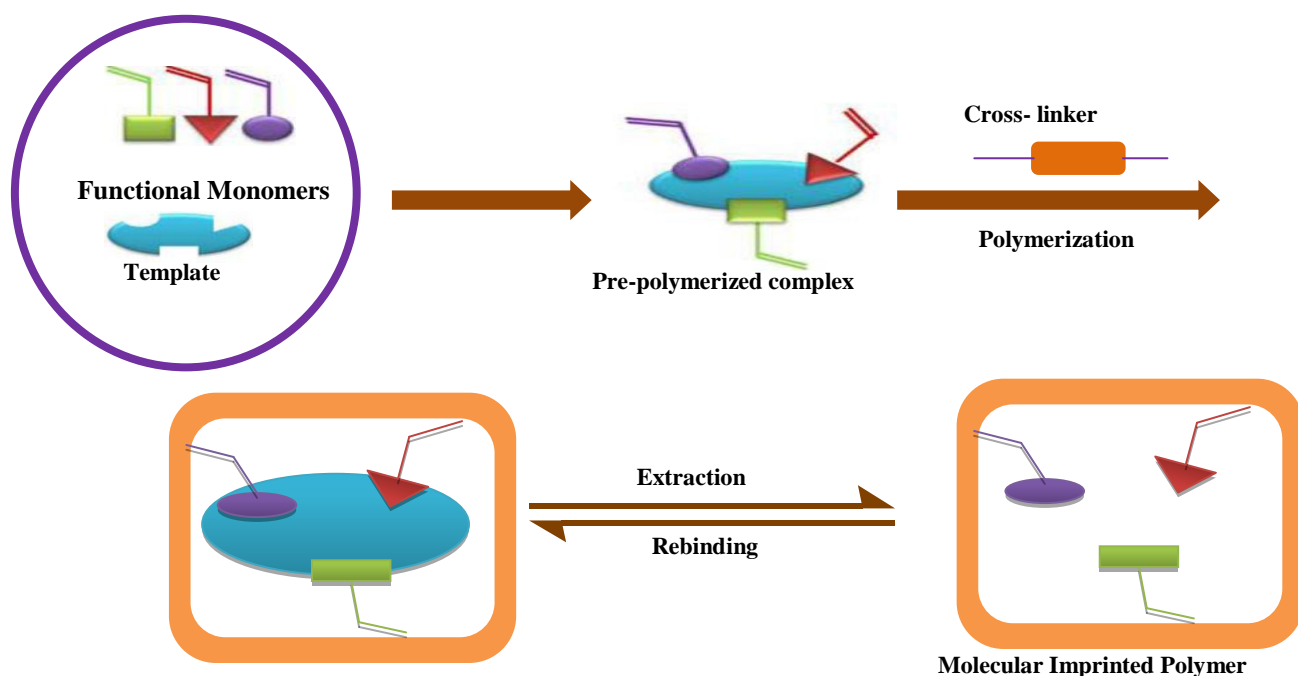 Functional Monomers
Template
Pre-polymerized complex
Cross- linker
Polymerization
Extraction
Rebinding
Molecular Imprinted Polymer